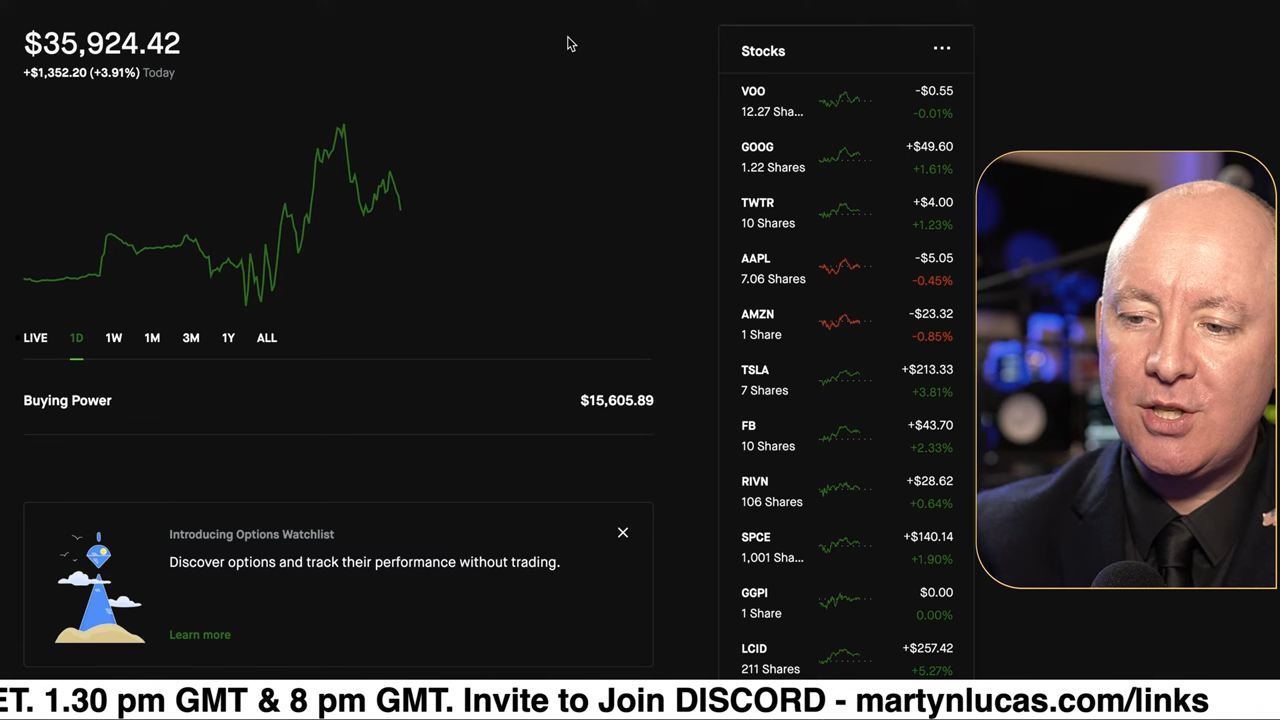 $35,924.42
+$1,352.20 (+3.91%) Today
LIVE 1D 1W 1M 3M 1Y ALL
Buying Power $15,605.89
Introducing Options Watchlist
Discover options and track their performance without trading.
Learn more
Stocks
VOO -$0.55
12.27 Sha... -0.01%
GOOG +$49.60
1.22 Shares +1.61%
TWTR +$4.00
10 Shares +1.23%
AAPL -$5.05
7.06 Shares -0.45%
AMZN -$23.32
1 Share -0.85%
TSLA +$213.33
7 Shares +3.81%
FB +$43.70
10 Shares +2.33%
RIVN +$28.62
106 Shares +0.64%
SPCE +$140.14
1,001 Sha... +1.90%
GGPI $0.00
1 Share 0.00%
LCID +$257.42
211 Shares +5.27%
ET. 1.30 pm GMT & 8 pm GMT. Invite to Join DISCORD - martynlucas.com/links